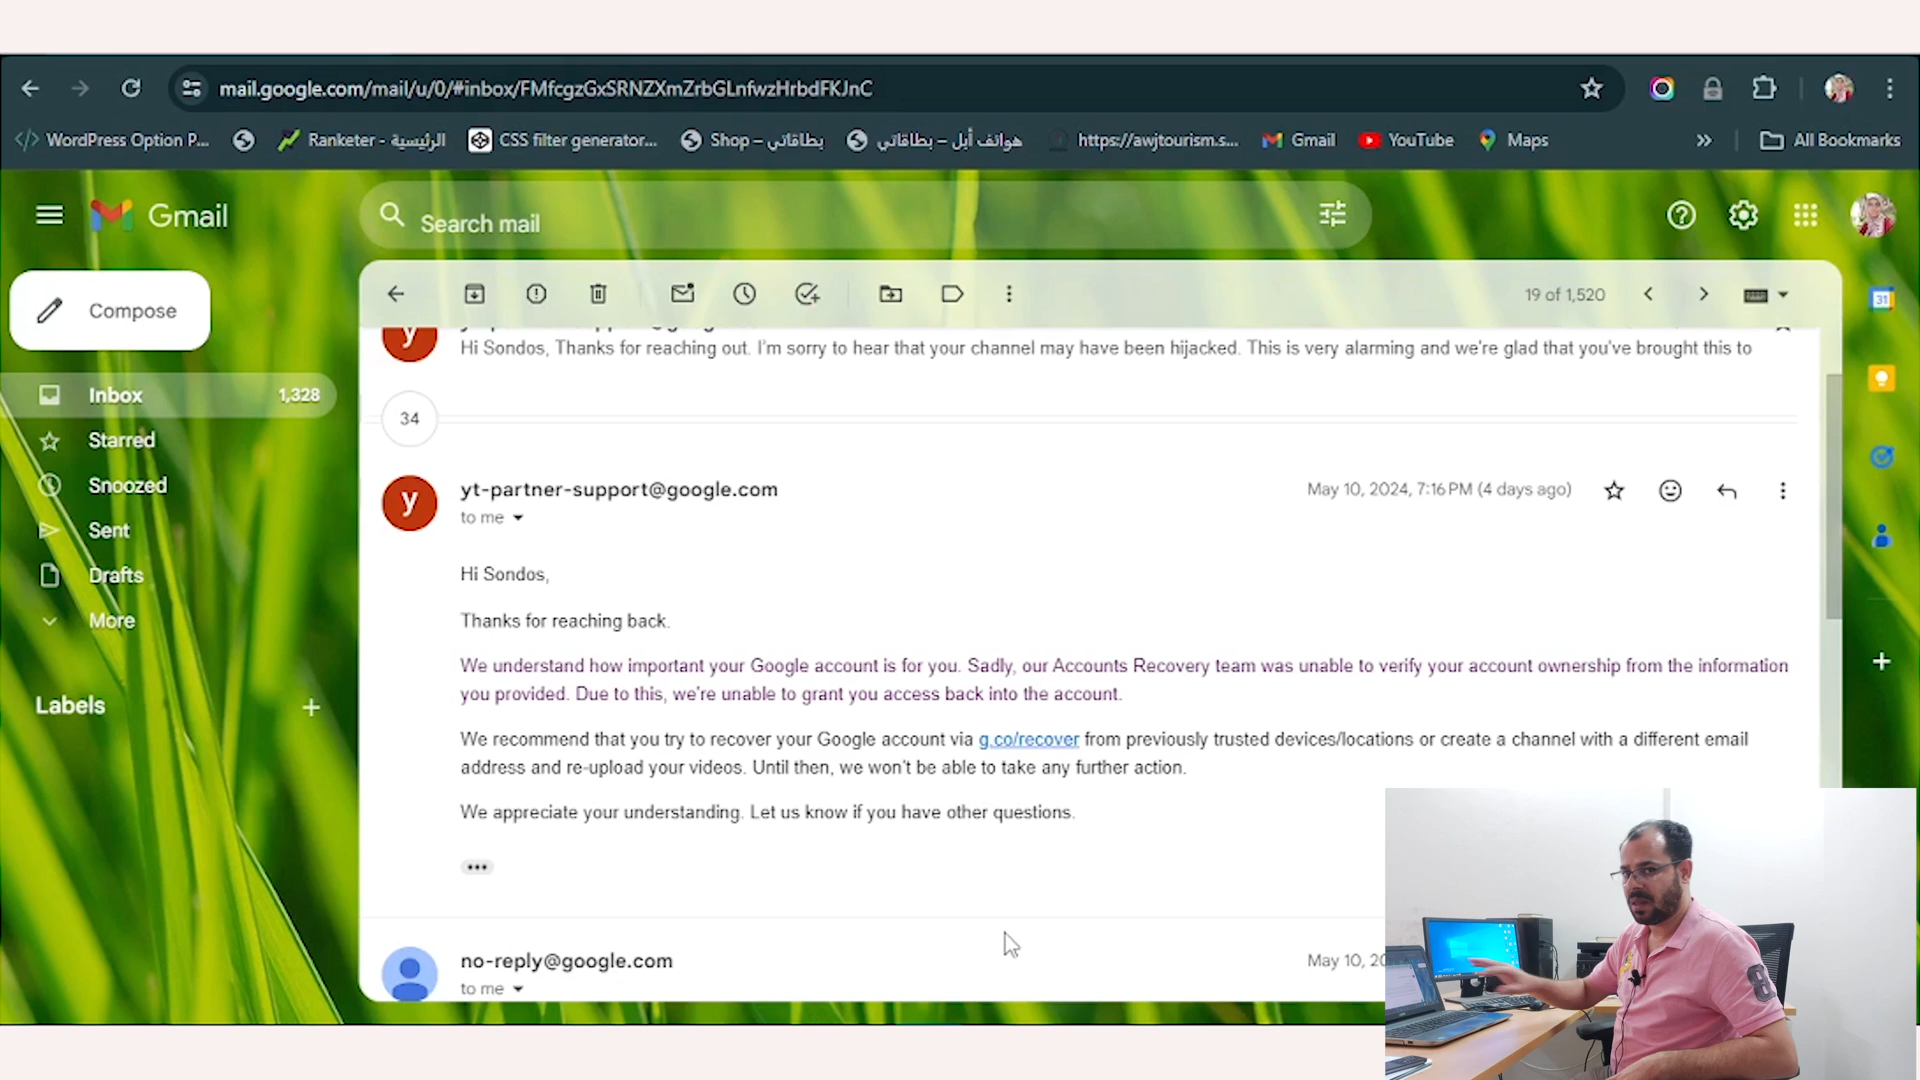 mail.google.com/mail/u/0/#inbox/FMfcgzGxSRNZXmZrbGLnfwzHrbdFKJnC
WordPress Option P...
Ranketer - الرئيسية
CSS filter generator...
Shop – بطاقاتي
هواتف أبل – بطاقاتي
https://awjtourism.s...
Gmail
YouTube
Maps
All Bookmarks
Gmail
Search mail
Compose
19 of 1,520
Inbox 1,328
Starred
Snoozed
Sent
Drafts
More
Labels
31
y
Hi Sondos, Thanks for reaching out. I'm sorry to hear that your channel may have been hijacked. This is very alarming and we're glad that you've brought this to
34
y
yt-partner-support@google.com
May 10, 2024, 7:16 PM (4 days ago)
to me
Hi Sondos,
Thanks for reaching back.
We understand how important your Google account is for you. Sadly, our Accounts Recovery team was unable to verify your account ownership from the information
you provided. Due to this, we're unable to grant you access back into the account.
We recommend that you try to recover your Google account via g.co/recover from previously trusted devices/locations or create a channel with a different email
address and re-upload your videos. Until then, we won't be able to take any further action.
We appreciate your understanding. Let us know if you have other questions.
no-reply@google.com
May 10, 20
to me
8